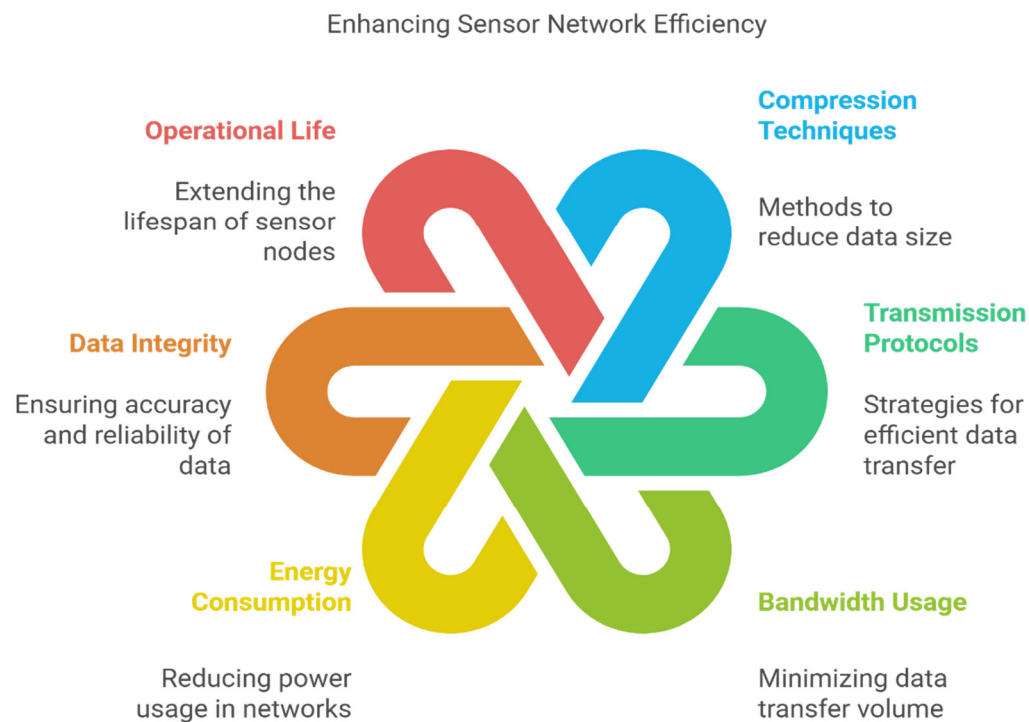 Enhancing Sensor Network Efficiency
Operational Life
Extending the
lifespan of sensor
nodes
Compression
Techniques
Methods to
reduce data size
Data Integrity
Ensuring accuracy
and reliability of
data
Transmission
Protocols
Strategies for
efficient data
transfer
Energy
Consumption
Reducing power
usage in networks
Bandwidth Usage
Minimizing data
transfer volume